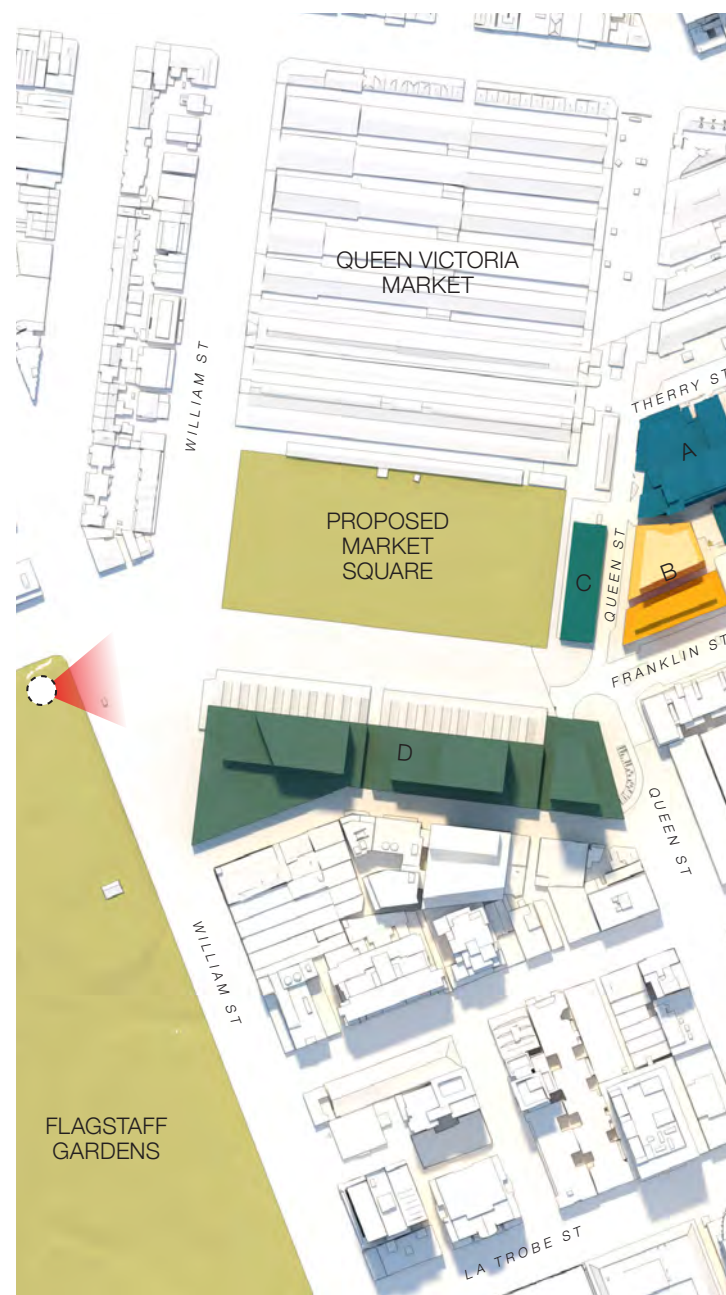 QUEEN VICTORIA
MARKET
WILLIAM ST
THERRY ST
A
PROPOSED
MARKET
SQUARE
QUEEN ST
B
C
FRANKLIN ST
D
QUEEN ST
WILLIAM ST
FLAGSTAFF
GARDENS
LA TROBE ST